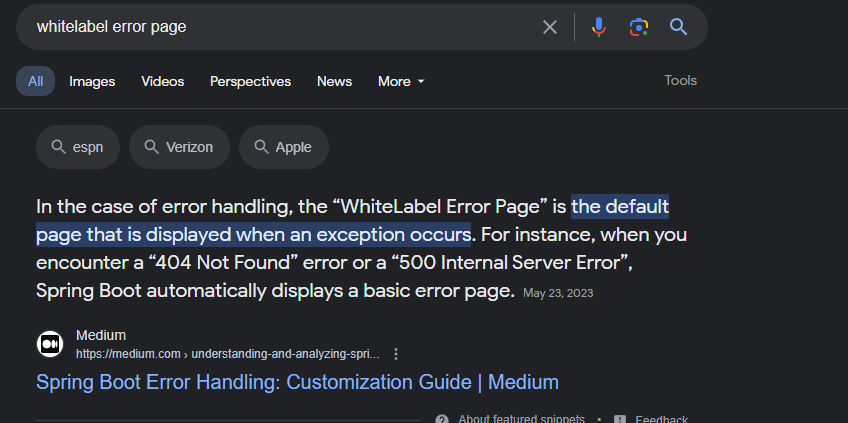 whitelabel error page
All Images Videos Perspectives News More Tools
espn Verizon Apple
In the case of error handling, the “WhiteLabel Error Page” is the default
page that is displayed when an exception occurs. For instance, when you
encounter a “404 Not Found” error or a “500 Internal Server Error”,
Spring Boot automatically displays a basic error page. May 23, 2023
Medium
https://medium.com › understanding-and-analyzing-spri...
Spring Boot Error Handling: Customization Guide | Medium
About featured snippets • Feedback